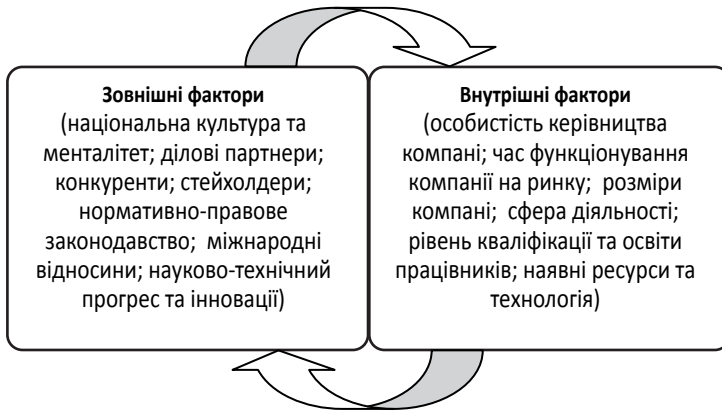 Зовнішні фактори
(національна культура та
менталітет; ділові партнери;
конкуренти; стейхолдери;
нормативно-правове
законодавство; міжнародні
відносини; науково-технічний
прогрес та інновації)
Внутрішні фактори
(особистість керівництва
компані; час функціонування
компанії на ринку; розміри
компані; сфера діяльності;
рівень кваліфікації та освіти
працівників; наявні ресурси та
технологія)